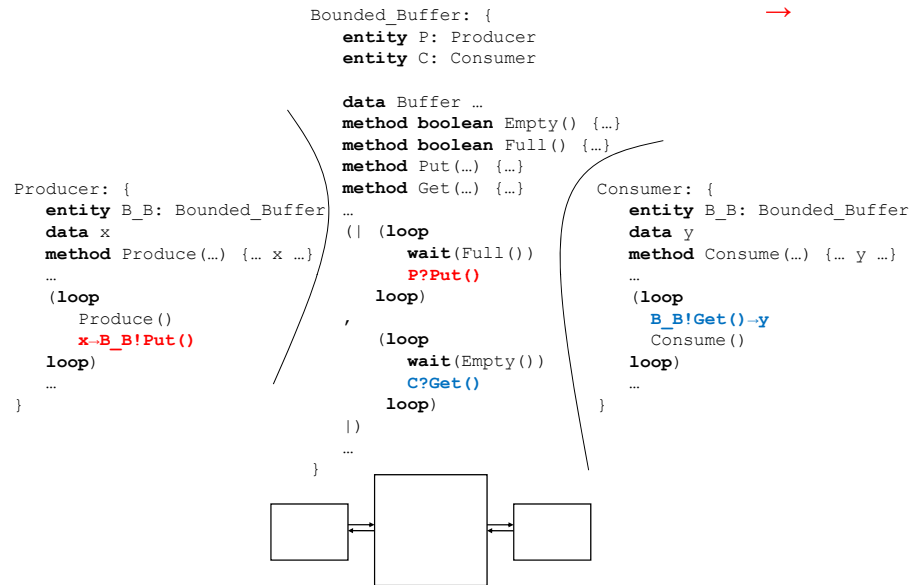 Bounded_Buffer: {
entity P: Producer
entity C: Consumer
data Buffer …
method boolean Empty() {…}
method boolean Full() {…}
method Put(…) {…}
method Get(…) {…}
…
(| (loop
wait(Full())
P?Put()
loop)
,
(loop
wait(Empty())
C?Get()
loop)
|)
…
}
Producer: {
entity B_B: Bounded_Buffer
data x
method Produce(…) {… x …}
…
(loop
Produce()
x→B_B!Put()
loop)
…
}
Consumer: {
entity B_B: Bounded_Buffer
data y
method Consume(…) {… y …}
…
(loop
B_B!Get()→y
Consume()
loop)
…
}
→